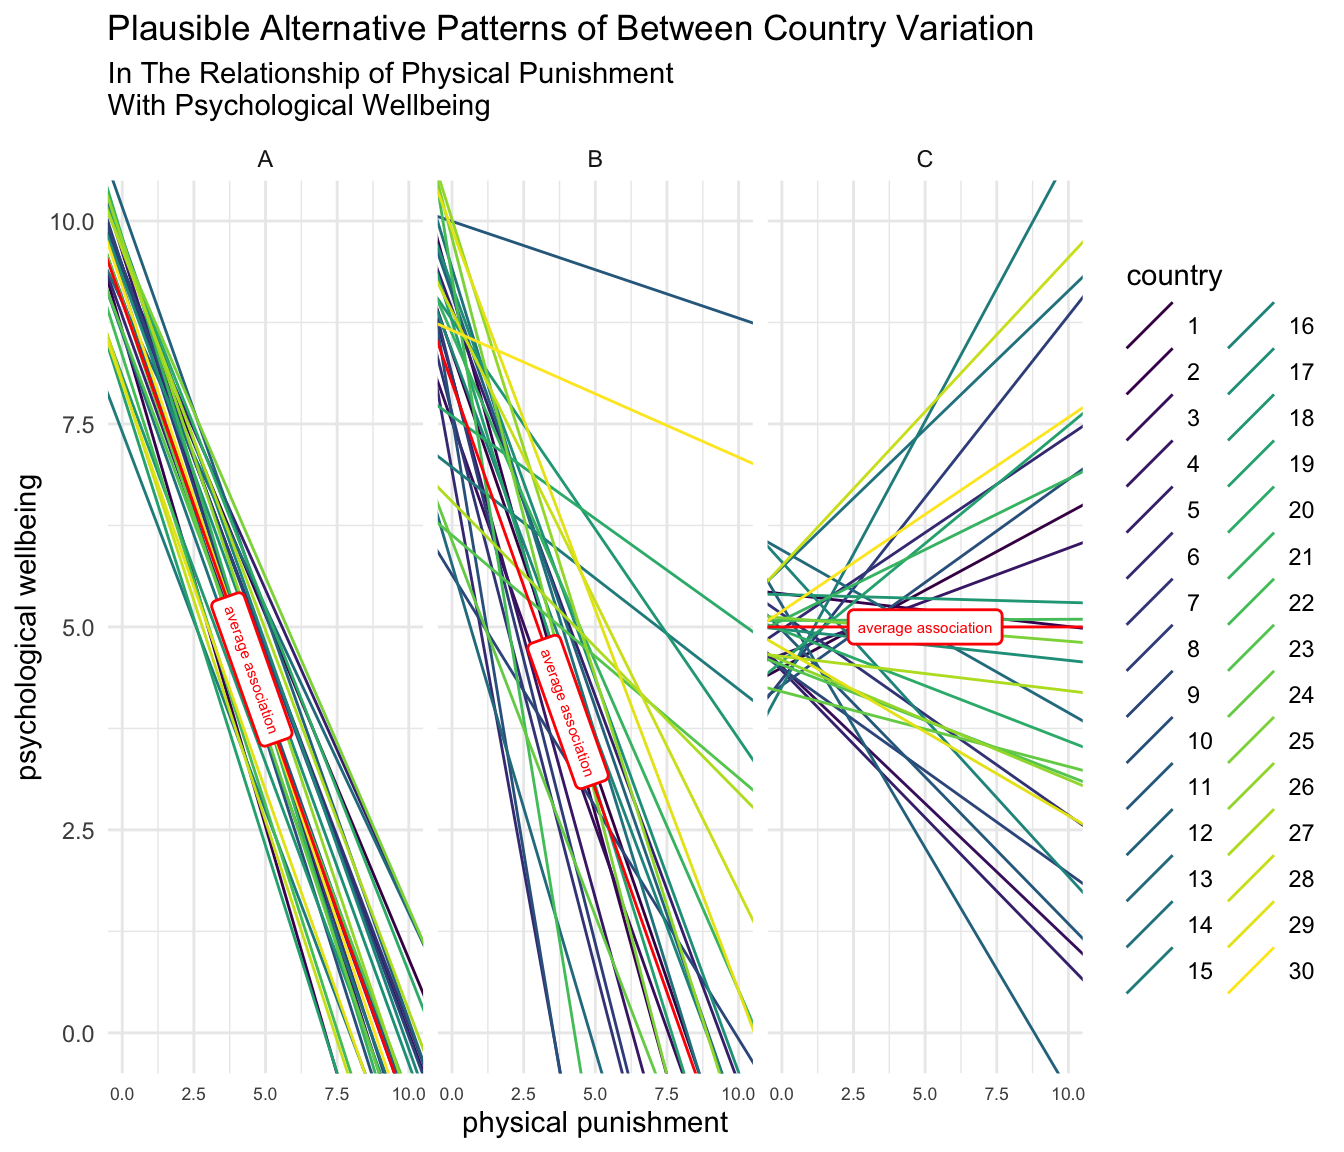 Plausible Alternative Patterns of Between Country Variation
In The Relationship of Physical Punishment
With Psychological Wellbeing
A
B
C
psychological wellbeing
10.0
7.5
5.0
2.5
0.0
average association
average association
average association
0.0 2.5 5.0 7.5 10.0
0.0 2.5 5.0 7.5 10.0
0.0 2.5 5.0 7.5 10.0
physical punishment
country
1
2
3
4
5
6
7
8
9
10
11
12
13
14
15
16
17
18
19
20
21
22
23
24
25
26
27
28
29
30